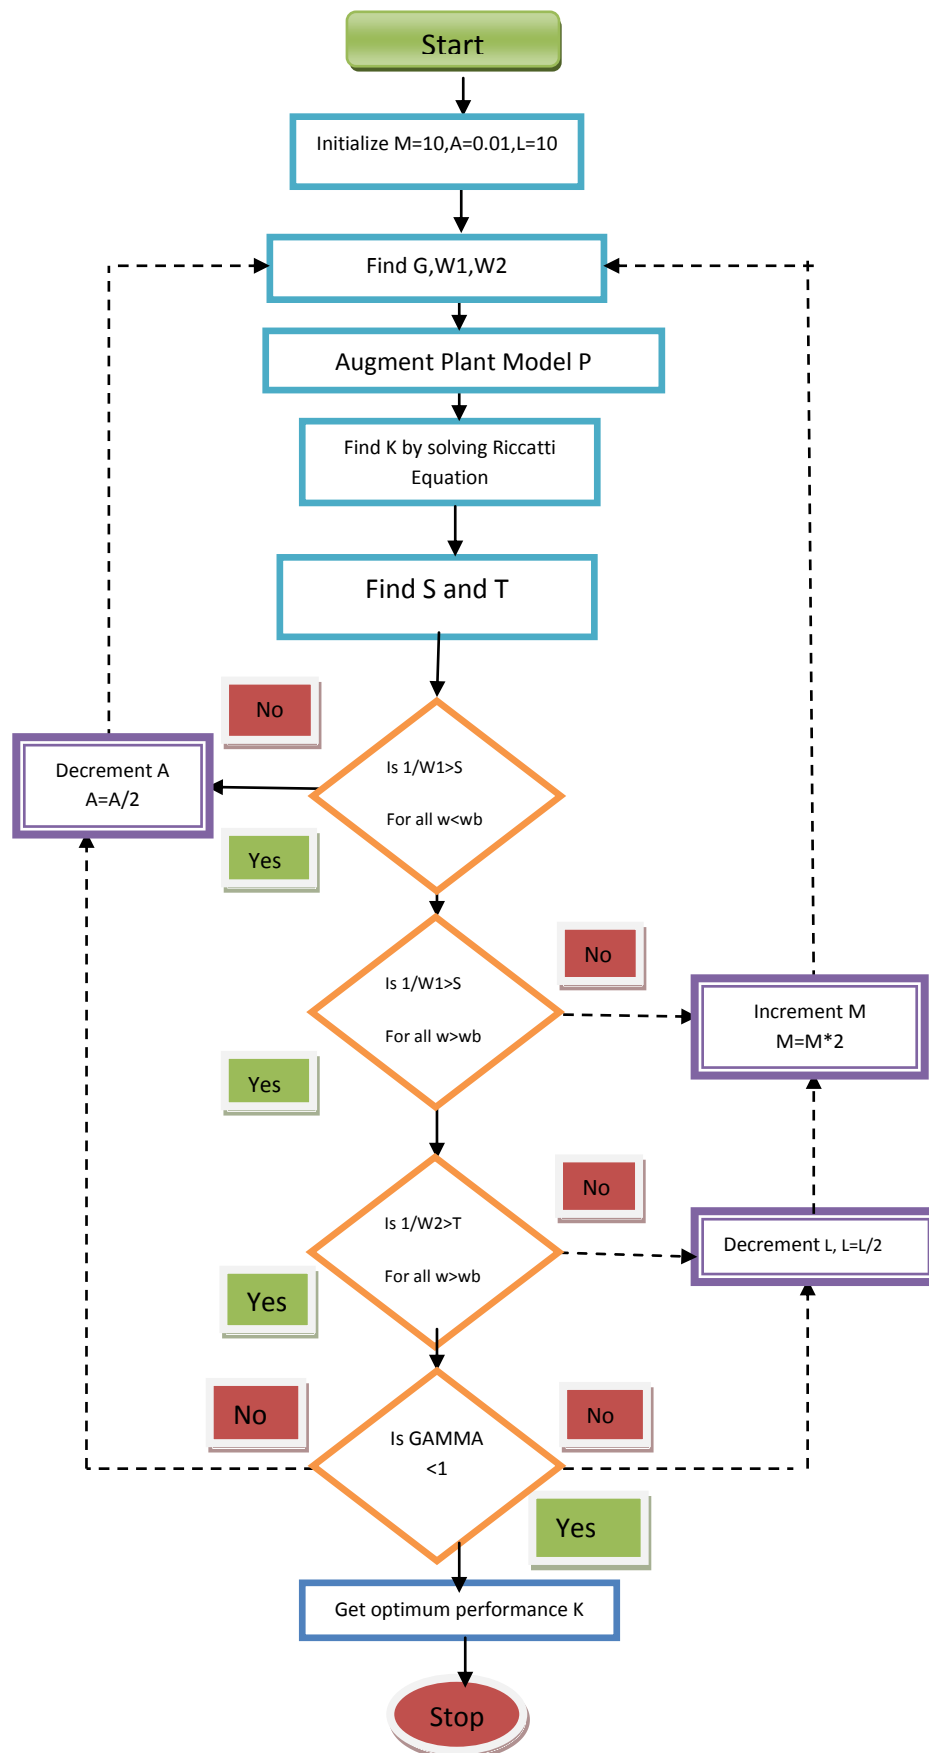 Start
Initialize M=10,A=0.01,L=10
Find G,W1,W2
Augment Plant Model P
Find K by solving Riccatti
Equation
Find S and T
No
Decrement A
A=A/2
Is 1/W1>S
For all w<wb
Yes
No
Is 1/W1>S
For all w>wb
Increment M
M=M*2
Yes
No
Is 1/W2>T
For all w>wb
Decrement L, L=L/2
Yes
No
No
Is GAMMA
<1
Yes
Get optimum performance K
Stop